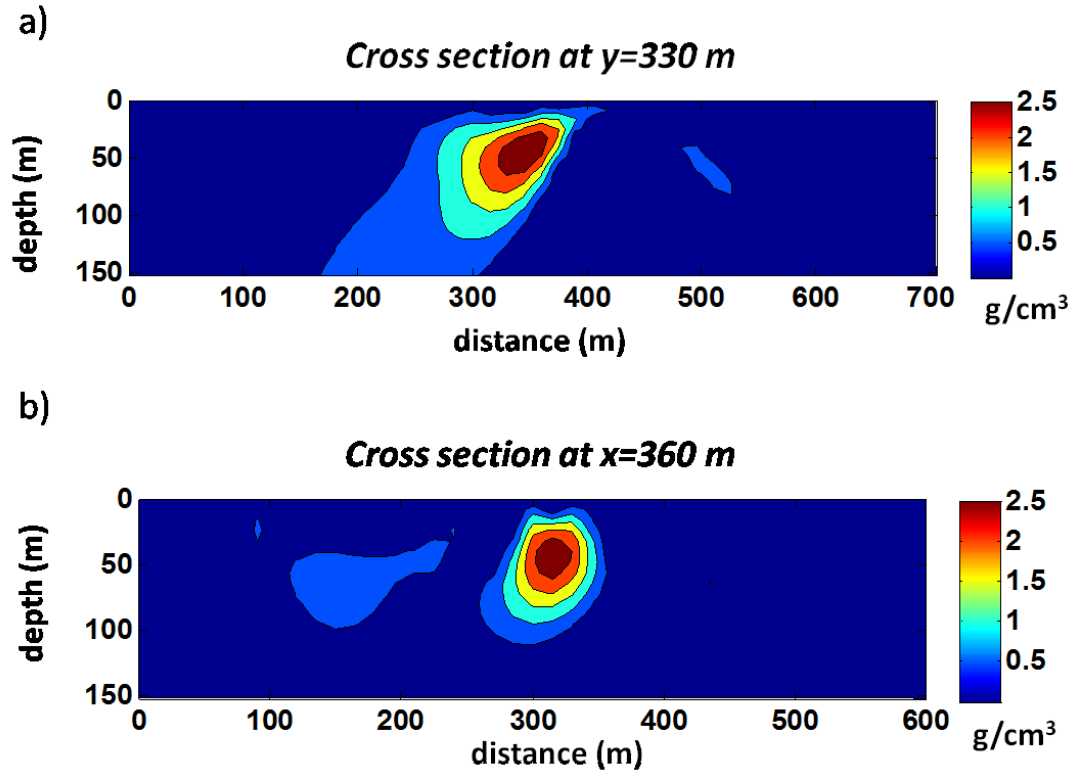 a)
Cross section at y=330 m
0
50
100
150
depth (m)
0 100 200 300 400 500 600 700
distance (m)
2.5
2
1.5
1
0.5
g/cm³
b)
Cross section at x=360 m
0
50
100
150
depth (m)
0 100 200 300 400 500 600
distance (m)
2.5
2
1.5
1
0.5
g/cm³